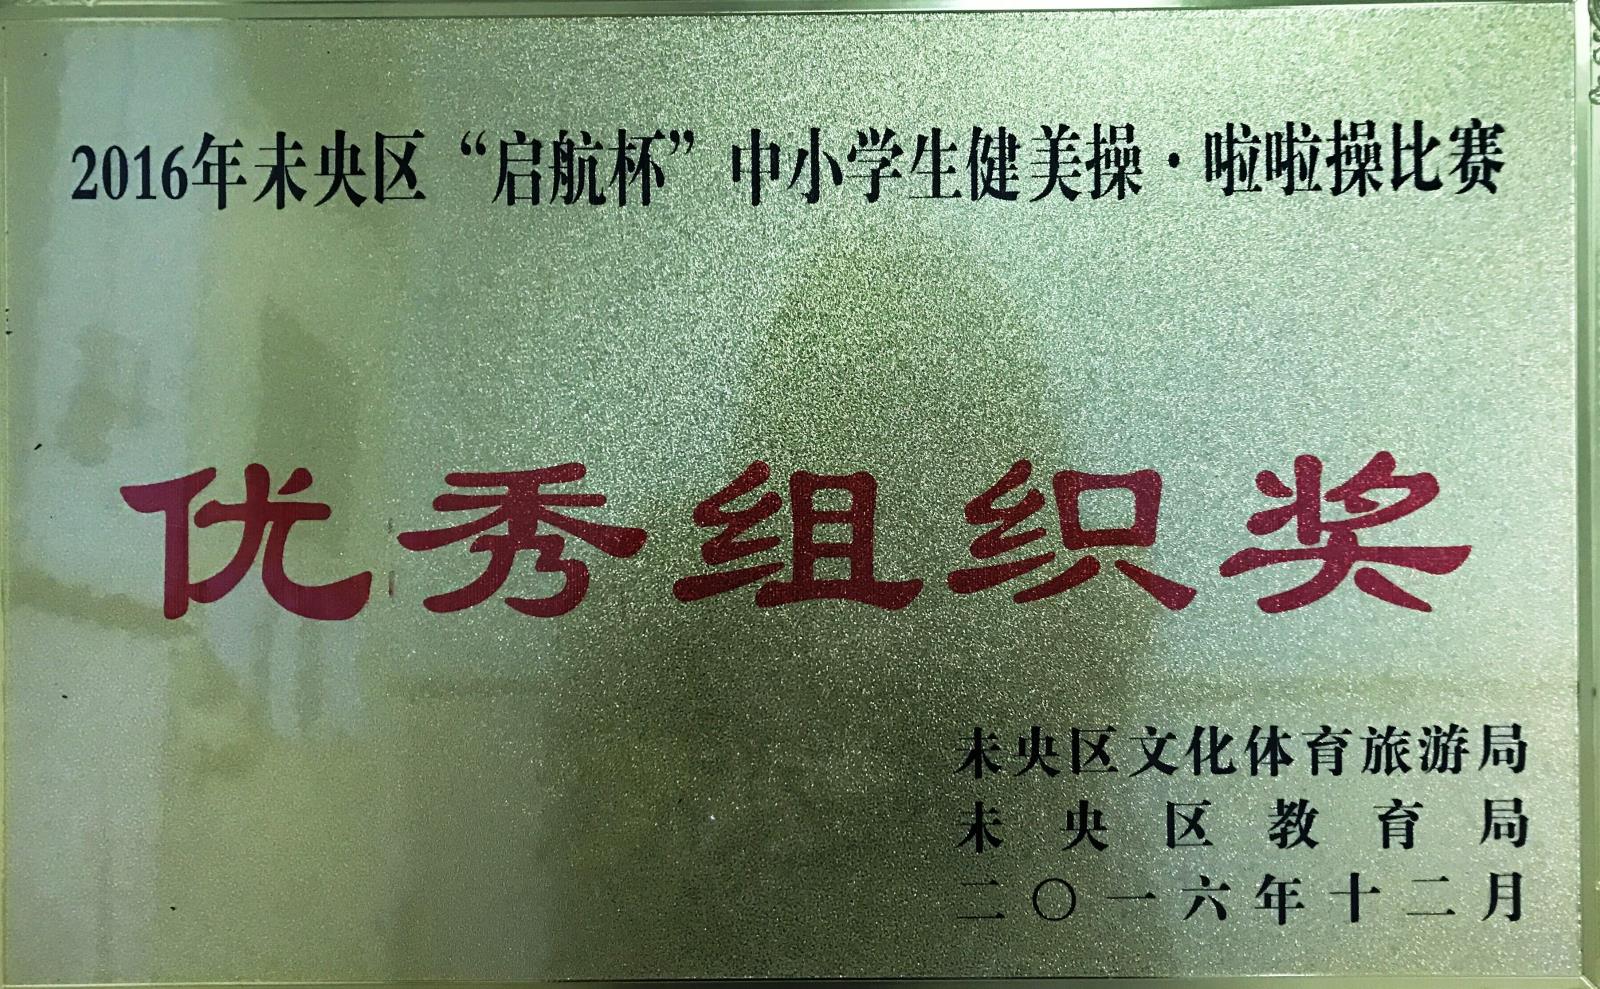 2016年未央区“启航杯”中小学生健美操·啦啦操比赛
优秀组织奖
未央区文化体育旅游局
未央区教育局
二〇一六年十二月